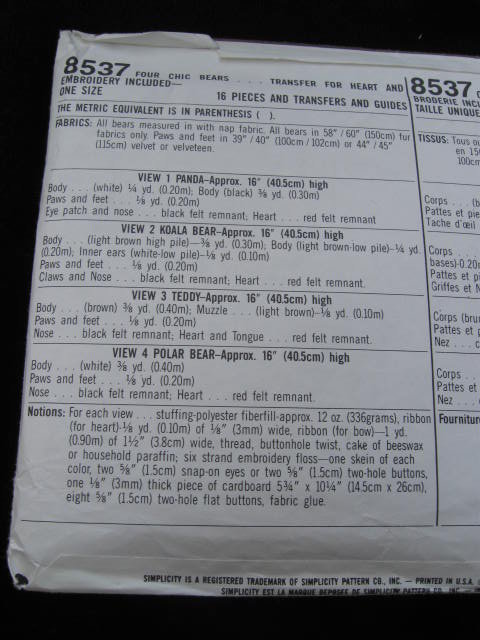 8537 FOUR CHIC BEARS . . . TRANSFER FOR HEART AND
EMBROIDERY INCLUDED—
ONE SIZE
16 PIECES AND TRANSFERS AND GUIDES
THE METRIC EQUIVALENT IS IN PARENTHESIS ( ).
FABRICS: All bears measured in with nap fabric. All bears in 58" /60" (150cm) fur
fabrics only. Paws and feet in 39" /40" (100cm /102cm) or 44" /45"
(115cm) velvet or velveteen.
VIEW 1 PANDA–Approx. 16" (40.5cm) high
Body . . . (white) ¼ yd. (0.20m); Body (black) ⅜ yd. (0.30m)
Paws and feet . . . ⅛ yd. (0.20m)
Eye patch and nose . . . black felt remnant; Heart . . . red felt remnant
VIEW 2 KOALA BEAR–Approx. 16" (40.5cm) high
Body . . . (light brown high pile)—⅜ yd. (0.30m); Body (light brown-low pile)-¼ yd.
(0.20m); Inner ears (white-low pile)-⅛ yd. (0.10m)
Paws and feet . . . ⅛ yd. (0.20m)
Claws and Nose . . . black felt remnant; Heart . . . red felt remnant.
VIEW 3 TEDDY–Approx. 16" (40.5cm) high
Body . . . (brown) ⅜ yd. (0.40m); Muzzle . . . (light brown)-⅛ yd. (0.10m)
Paws and feet . . . ⅛ yd. (0.20m)
Nose . . . black felt remnant; Heart and Tongue . . . red felt remnant.
VIEW 4 POLAR BEAR–Approx. 16" (40.5cm) high
Body . . . (white) ⅜ yd. (0.40m)
Paws and feet . . . ⅛ yd. (0.20m)
Nose . . . black felt remnant; Heart . . . red felt remnant.
Notions: For each view . . . stuffing-polyester fiberfill-approx. 12 oz. (336grams), ribbon
(for heart)-⅛ yd. (0.10m) of ⅛" (3mm) wide, ribbon (for bow)—1 yd.
(0.90m) of 1½" (3.8cm) wide, thread, buttonhole twist, cake of beeswax
or household paraffin; six strand embroidery floss—one skein of each
color, two ⅝" (1.5cm) snap-on eyes or two ⅝" (1.5cm) two-hole buttons,
one ⅛" (3mm) thick piece of cardboard 5¾" x 10¼" (14.5cm x 26cm),
eight ⅝" (1.5cm) two-hole flat buttons, fabric glue.
8537
BRODERIE INCL
TAILLE UNIQUE
TISSUS: Tous ou
en 15
100cm
Corps . . . (b
Pattes et pie
Tache d'œil
Corps . . .
bases)-0.20
Pattes et pi
Griffes et N
Corps . . . (bru
Pattes et p
Nez . . . c
Corps . . .
Pattes et
Nez . . .
Fournitur
SIMPLICITY IS A REGISTERED TRADEMARK OF SIMPLICITY PATTERN CO., INC. — PRINTED IN U.S.A.
SIMPLICITY EST LA MARQUE DEPOSEE DE SIMPLICITY PATTERN CO. INC.